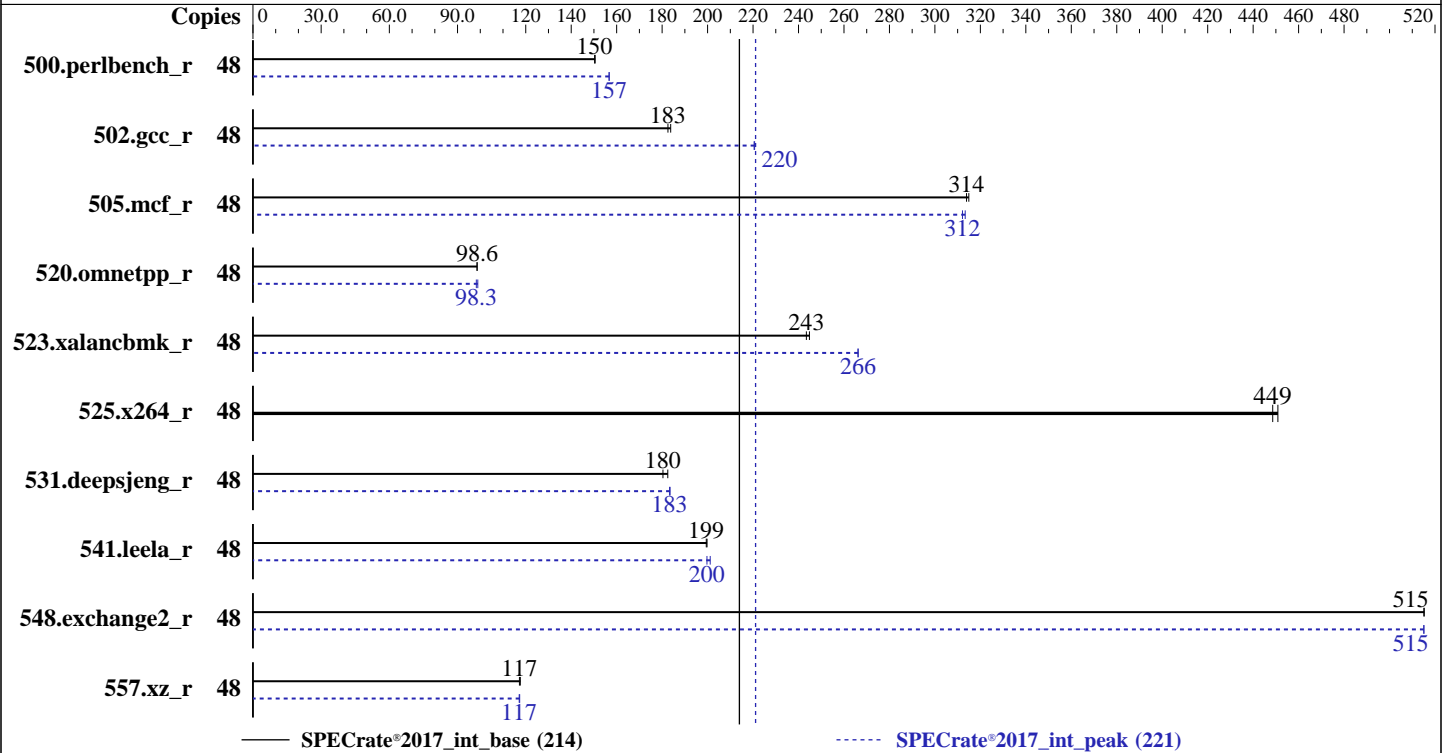 Copies 0 30.0 60.0 90.0 120 140 160 180 200 220 240 260 280 300 320 340 360 380 400 420 440 460 480 520
500.perlbench_r 48 150
157
502.gcc_r 48 183
220
505.mcf_r 48 314
312
520.omnetpp_r 48 98.6
98.3
523.xalancbmk_r 48 243
266
525.x264_r 48 449
531.deepsjeng_r 48 180
183
541.leela_r 48 199
200
548.exchange2_r 48 515
515
557.xz_r 48 117
117
SPECrate®2017_int_base (214) SPECrate®2017_int_peak (221)